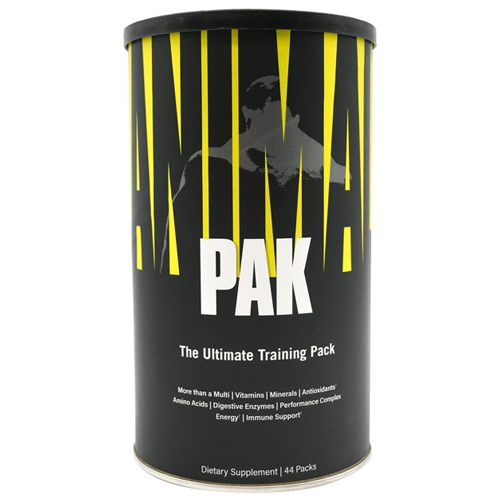 ANIMAL
PAK
The Ultimate Training Pack
More than a Multi | Vitamins | Minerals | Antioxidants†
Amino Acids | Digestive Enzymes | Performance Complex
Energy† | Immune Support†
Dietary Supplement | 44 Packs